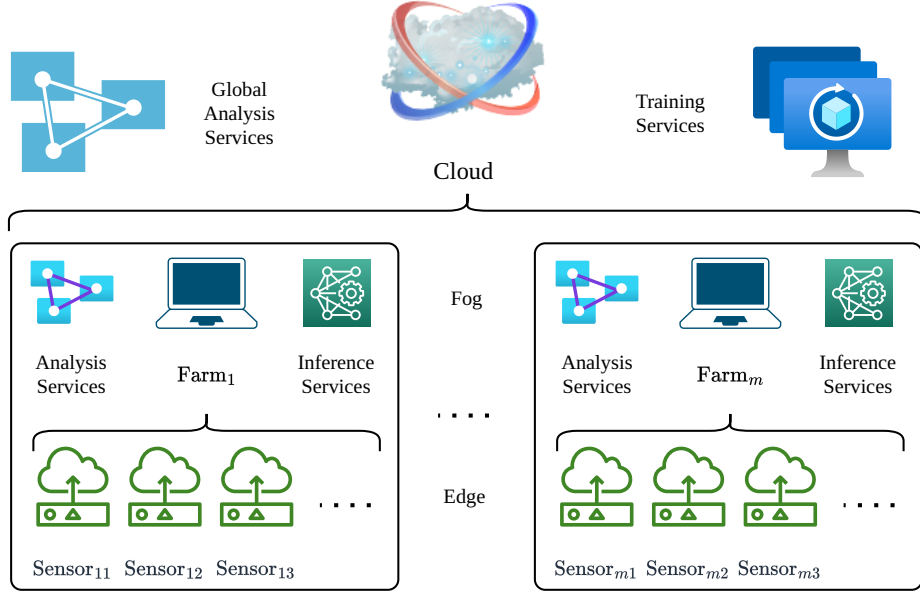 Global
Analysis
Services
Training
Services
Cloud
Analysis
Services
Farm₁
Inference
Services
Fog
Analysis
Services
Farmₘ
Inference
Services
. . . .
Edge
. . . .
. . . .
Sensor₁₁ Sensor₁₂ Sensor₁₃
Sensorₘ₁ Sensorₘ₂ Sensorₘ₃